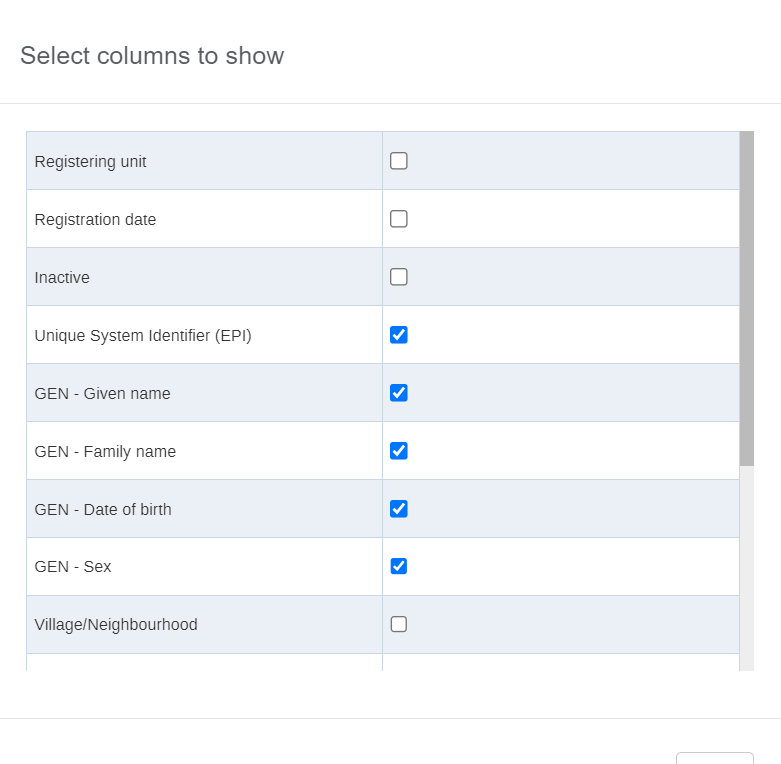 Select columns to show
Registering unit
Registration date
Inactive
Unique System Identifier (EPI)
GEN - Given name
GEN - Family name
GEN - Date of birth
GEN - Sex
Village/Neighbourhood